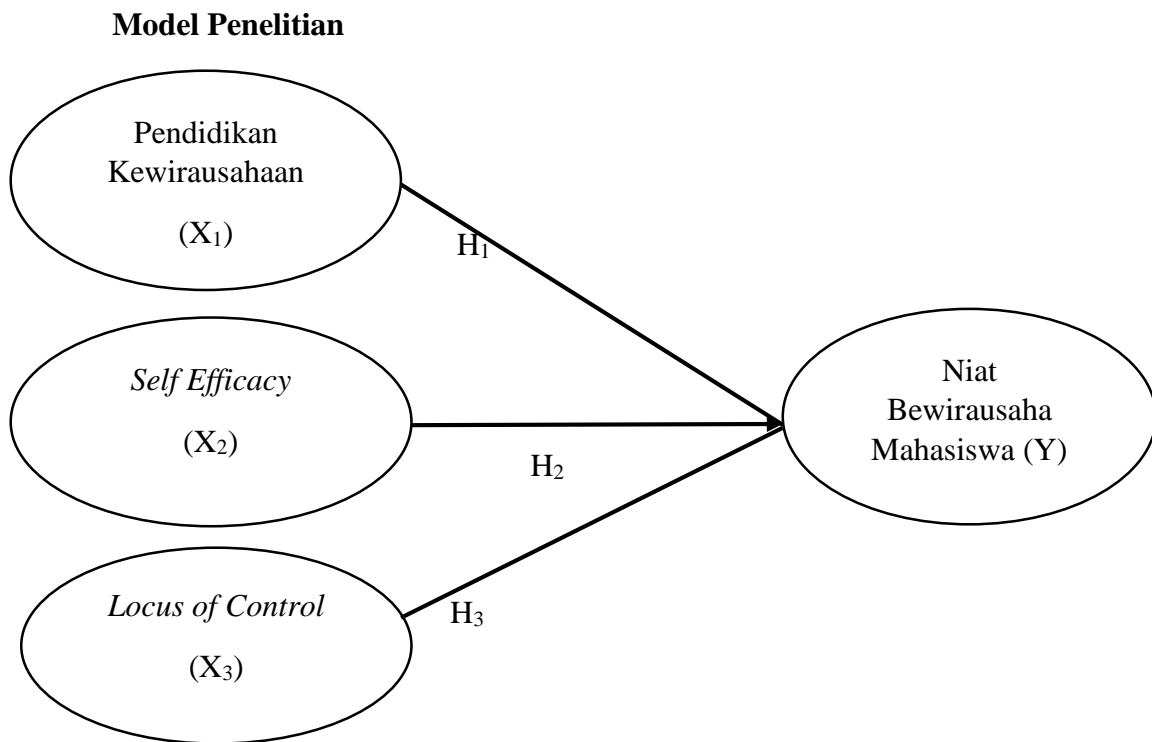 Model Penelitian
Pendidikan
Kewirausahaan
(X₁)
H₁
Self Efficacy
(X₂)
H₂
Locus of Control
(X₃)
H₃
Niat
Bewirausaha
Mahasiswa (Y)